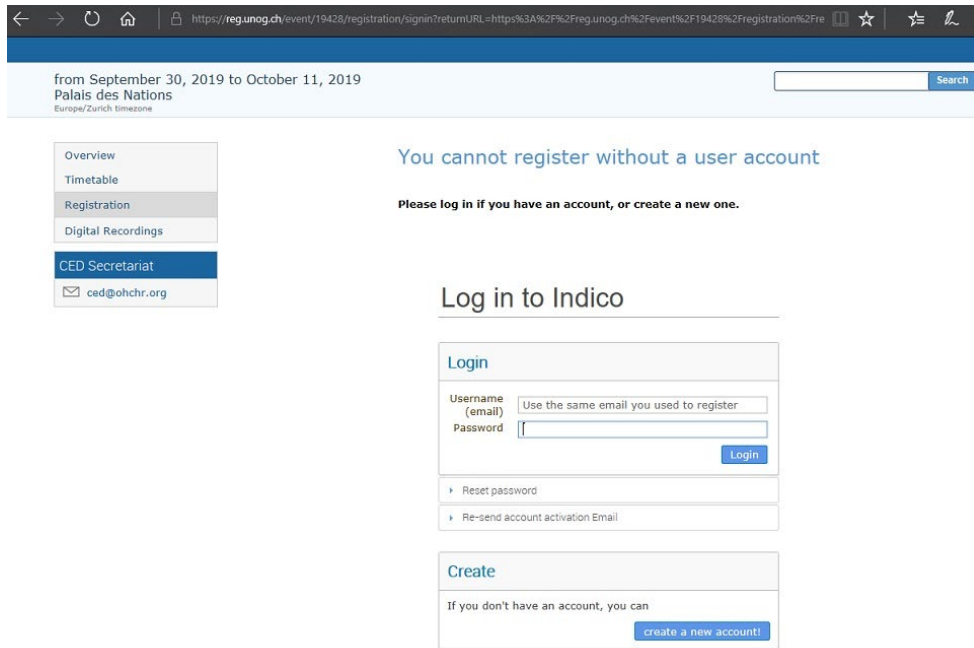 https://reg.unog.ch/event/19428/registration/signin?returnURL=https%3A%2F%2Freg.unog.ch%2Fevent%2F19428%2Fregistration%2Fre
from September 30, 2019 to October 11, 2019
Palais des Nations
Europe/Zurich timezone
Search
Overview
Timetable
Registration
Digital Recordings
CED Secretariat
ced@ohchr.org
You cannot register without a user account
Please log in if you have an account, or create a new one.
Log in to Indico
Login
Username
(email)
Use the same email you used to register
Password
Login
Reset password
Re-send account activation Email
Create
If you don't have an account, you can
create a new account!